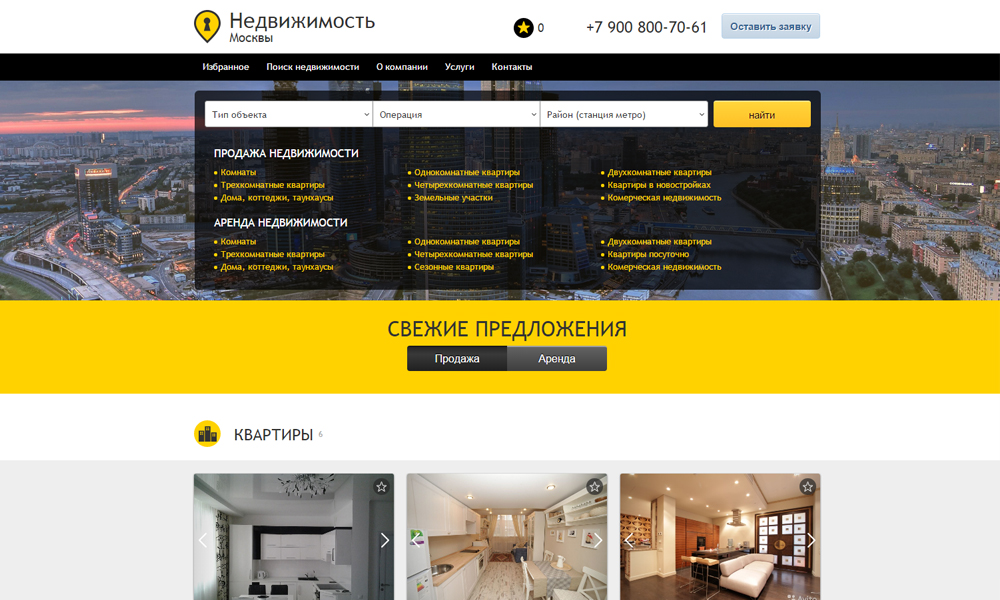 Недвижимость
Москвы
0
+7 900 800-70-61
Оставить заявку
Избранное
Поиск недвижимости
О компании
Услуги
Контакты
Тип объекта
Операция
Район (станция метро)
найти
ПРОДАЖА НЕДВИЖИМОСТИ
Комнаты
Однокомнатные квартиры
Двухкомнатные квартиры
Трехкомнатные квартиры
Четырехкомнатные квартиры
Квартиры в новостройках
Дома, коттеджи, таунхаусы
Земельные участки
Комерческая недвижимость
АРЕНДА НЕДВИЖИМОСТИ
Комнаты
Однокомнатные квартиры
Двухкомнатные квартиры
Трехкомнатные квартиры
Четырехкомнатные квартиры
Квартиры посуточно
Дома, коттеджи, таунхаусы
Сезонные квартиры
Комерческая недвижимость
СВЕЖИЕ ПРЕДЛОЖЕНИЯ
Продажа
Аренда
КВАРТИРЫ 6
Avito